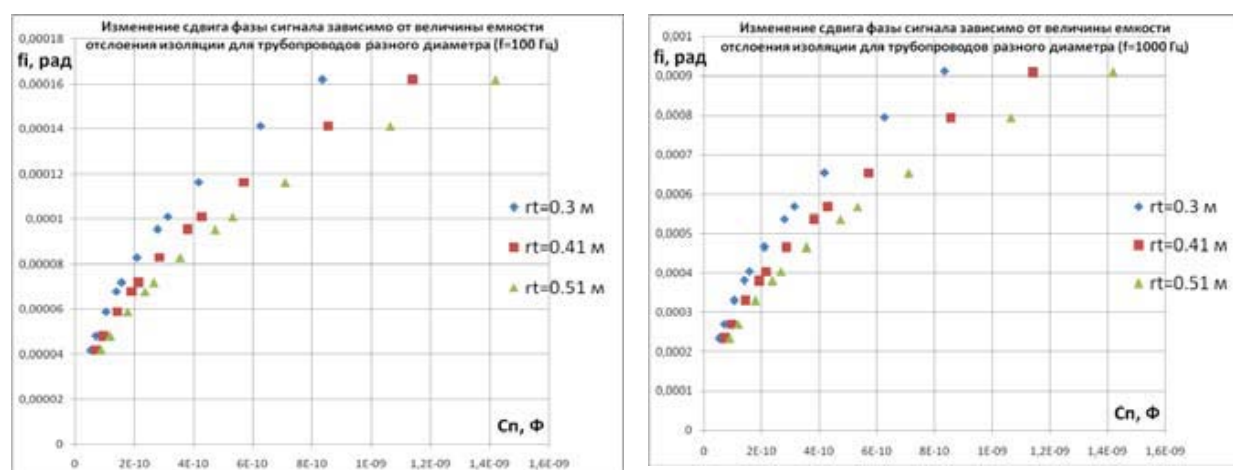 Изменение сдвига фазы сигнала зависимо от величины емкости
отслоения изоляции для трубопроводов разного диаметра (f=100 Гц)
fi, рад
0,00018
0,00016
0,00014
0,00012
0,0001
0,00008
0,00006
0,00004
0,00002
0
rt=0.3 м
rt=0.41 м
rt=0.51 м
Сп, Ф
0
2E-10
4E-10
6E-10
8E-10
1E-09
1,2E-09
1,4E-09
1,6E-09
Изменение сдвига фазы сигнала зависимо от величины емкости
отслоения изоляции для трубопроводов разного диаметра (f=1000 Гц)
fi, рад
0,001
0,0009
0,0008
0,0007
0,0006
0,0005
0,0004
0,0003
0,0002
0,0001
0
rt=0.3 м
rt=0.41 м
rt=0.51 м
Сп, Ф
0
2E-10
4E-10
6E-10
8E-10
1E-09
1,2E-09
1,4E-09
1,6E-09